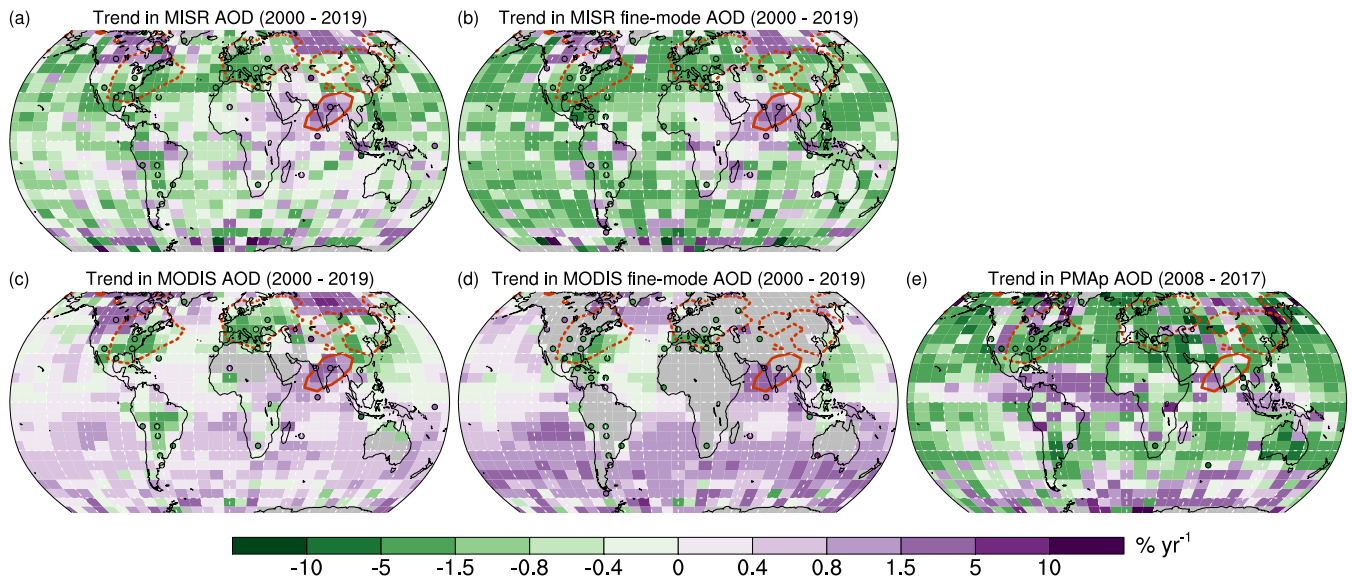 (a) Trend in MISR AOD (2000 - 2019)
(b) Trend in MISR fine-mode AOD (2000 - 2019)
(c) Trend in MODIS AOD (2000 - 2019)
(d) Trend in MODIS fine-mode AOD (2000 - 2019)
(e) Trend in PMAp AOD (2008 - 2017)
-10 -5 -1.5 -0.8 -0.4 0 0.4 0.8 1.5 5 10 % yr⁻¹